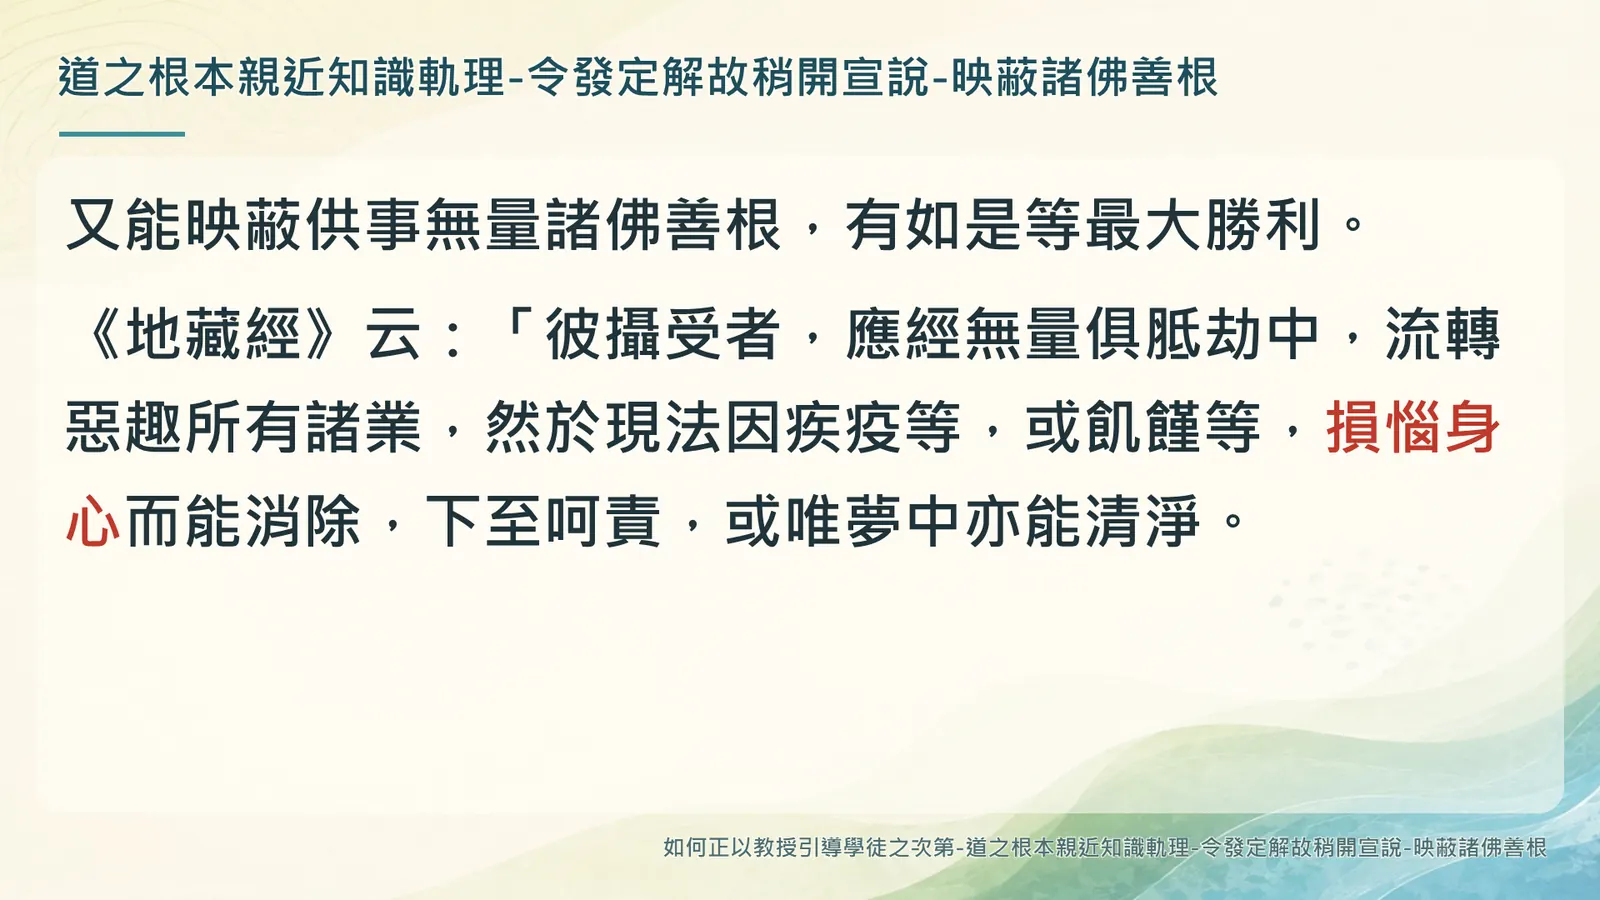 道之根本親近知識軌理-令發定解故稍開宣說-映蔽諸佛善根
又能映蔽供事無量諸佛善根，有如是等最大勝利。
《地藏經》云：「彼攝受者，應經無量俱胝劫中，流轉
惡趣所有諸業，然於現法因疾疫等，或飢饉等，損惱身
心而能消除，下至呵責，或唯夢中亦能清淨。
如何正以教授引導學徒之次第-道之根本親近知識軌理-令發定解故稍開宣說-映蔽諸佛善根